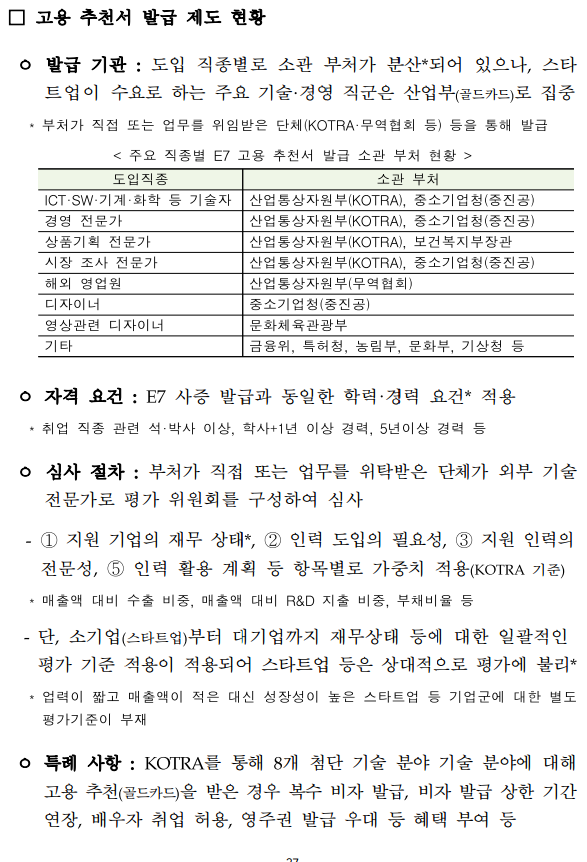 □ 고용 추천서 발급 제도 현황
ㅇ 발급 기관 : 도입 직종별로 소관 부처가 분산*되어 있으나, 스타
트업이 수요로 하는 주요 기술·경영 직군은 산업부(골드카드)로 집중
* 부처가 직접 또는 업무를 위임받은 단체(KOTRA·무역협회 등) 등을 통해 발급
< 주요 직종별 E7 고용 추천서 발급 소관 부처 현황 >
도입직종 소관 부처
ICT·SW·기계·화학 등 기술자 산업통상자원부(KOTRA), 중소기업청(중진공)
경영 전문가 산업통상자원부(KOTRA), 중소기업청(중진공)
상품기획 전문가 산업통상자원부(KOTRA), 보건복지부장관
시장 조사 전문가 산업통상자원부(KOTRA), 중소기업청(중진공)
해외 영업원 산업통상자원부(무역협회)
디자이너 중소기업청(중진공)
영상관련 디자이너 문화체육관광부
기타 금융위, 특허청, 농림부, 문화부, 기상청 등
ㅇ 자격 요건 : E7 사증 발급과 동일한 학력·경력 요건* 적용
* 취업 직종 관련 석·박사 이상, 학사+1년 이상 경력, 5년이상 경력 등
ㅇ 심사 절차 : 부처가 직접 또는 업무를 위탁받은 단체가 외부 기술
전문가로 평가 위원회를 구성하여 심사
- ① 지원 기업의 재무 상태*, ② 인력 도입의 필요성, ③ 지원 인력의
전문성, ⑤ 인력 활용 계획 등 항목별로 가중치 적용(KOTRA 기준)
* 매출액 대비 수출 비중, 매출액 대비 R&D 지출 비중, 부채비율 등
- 단, 소기업(스타트업)부터 대기업까지 재무상태 등에 대한 일괄적인
평가 기준 적용이 적용되어 스타트업 등은 상대적으로 평가에 불리*
* 업력이 짧고 매출액이 적은 대신 성장성이 높은 스타트업 등 기업군에 대한 별도
평가기준이 부재
ㅇ 특례 사항 : KOTRA를 통해 8개 첨단 기술 분야 기술 분야에 대해
고용 추천(골드카드)을 받은 경우 복수 비자 발급, 비자 발급 상한 기간
연장, 배우자 취업 허용, 영주권 발급 우대 등 혜택 부여 등